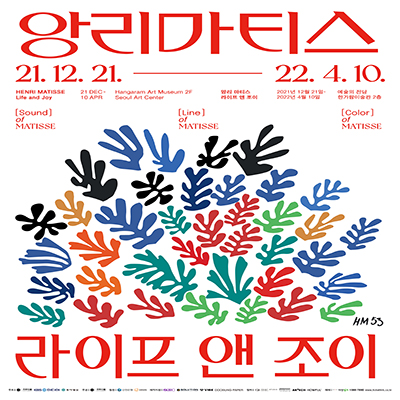 앙리마티스
21. 12. 21. 22. 4. 10.
HENRI MATISSE
Life and Joy
21 DEC-
10 APR
Hangaram Art Museum 2F
Seoul Art Center
앙리 마티스
라이프 앤 조이
2021년 12월 21일-
2022년 4월 10일
예술의 전당
한가람미술관 2층
[Sound]
of
MATISSE
[Line]
of
MATISSE
[Color]
of
MATISSE
HM 53
라이프 앤 조이